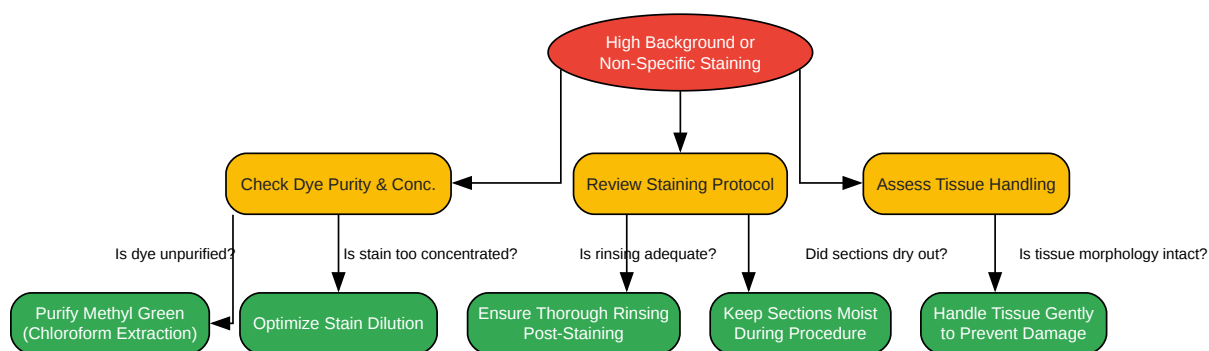 High Background or
Non-Specific Staining
Check Dye Purity & Conc.
Review Staining Protocol
Assess Tissue Handling
Is dye unpurified?
Is stain too concentrated?
Is rinsing adequate?
Did sections dry out?
Is tissue morphology intact?
Purify Methyl Green
(Chloroform Extraction)
Optimize Stain Dilution
Ensure Thorough Rinsing
Post-Staining
Keep Sections Moist
During Procedure
Handle Tissue Gently
to Prevent Damage